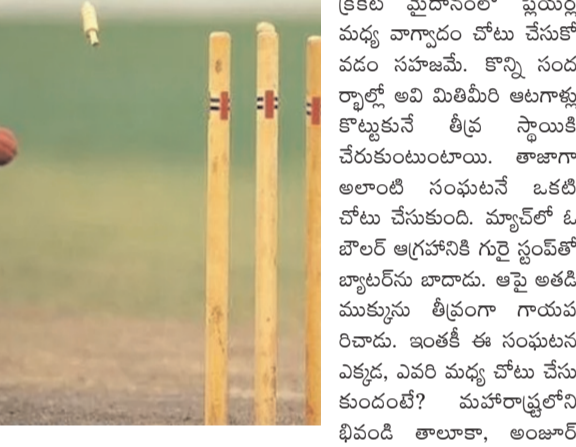 క్రికెట్ మైదానంలో ప్లేయర్ల
మధ్య వాగ్వాదం చోటు చేసుకో
వడం సహజమే. కొన్ని సంద
ర్భాల్లో అవి మితిమీరి ఆటగాళ్లు
కొట్టుకునే తీవ్ర స్థాయికి
చేరుకుంటుంటాయి. తాజాగా
అలాంటి సంఘటనే ఒకటి
చోటు చేసుకుంది. మ్యాచ్‌లో ఓ
బౌలర్ ఆగ్రహానికి గురై స్టంప్‌తో
బ్యాటర్‌ను బాదాడు. ఆపై అతడి
ముక్కును తీవ్రంగా గాయప
రిచాడు. ఇంతకీ ఈ సంఘటన
ఎక్కడ, ఎవరి మధ్య చోటు చేసు
కుందంటే? మహారాష్ట్రలోని
భివండి తాలూకా, అంజూర్